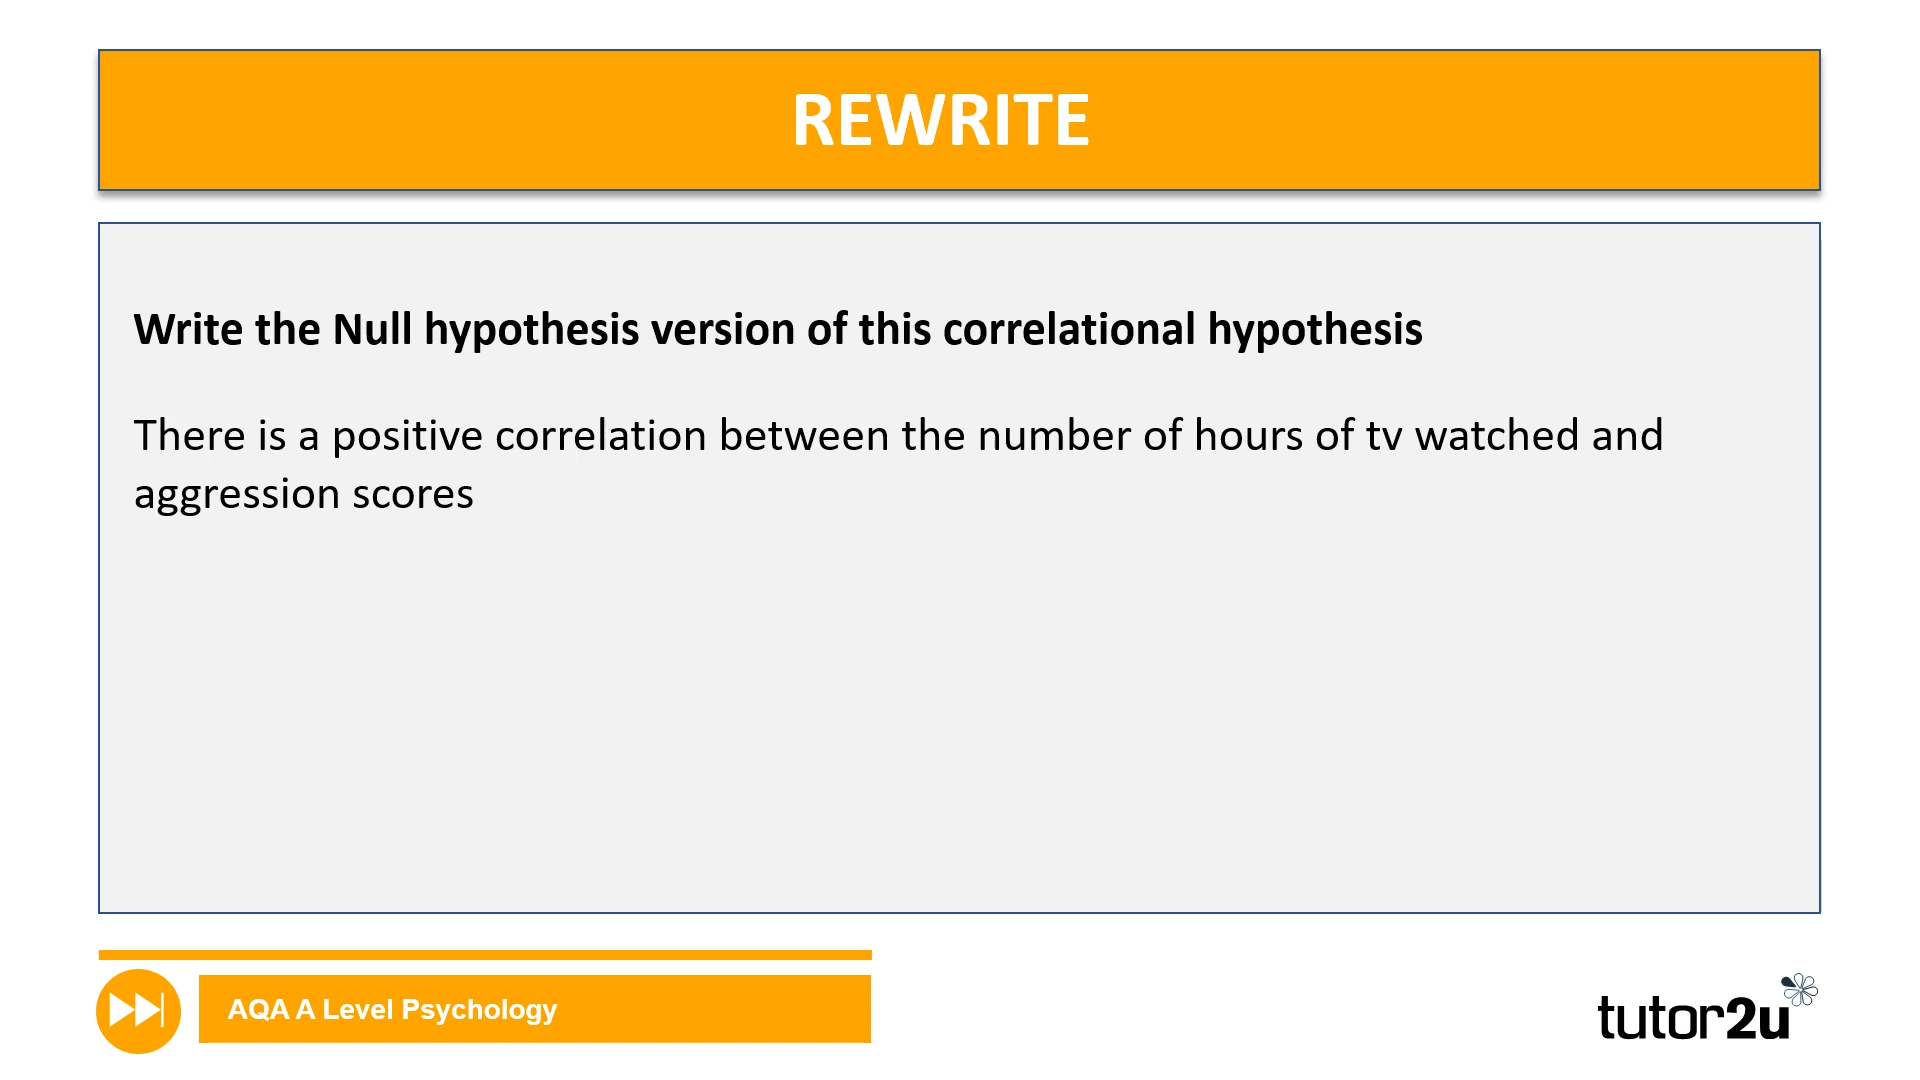 REWRITE
Write the Null hypothesis version of this correlational hypothesis
There is a positive correlation between the number of hours of tv watched and
aggression scores
AQA A Level Psychology
tutor2u